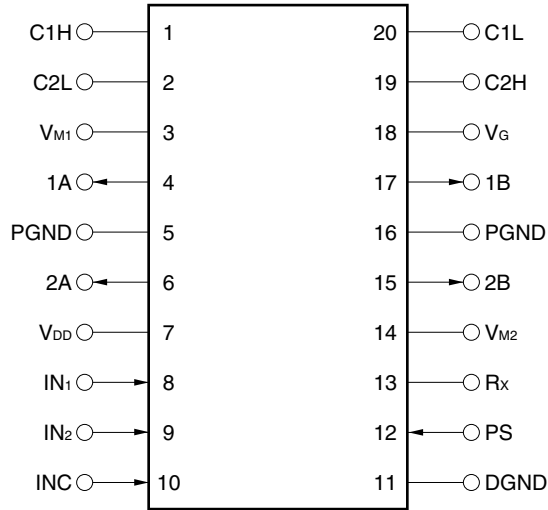 C1H 1 20 C1L
C2L 2 19 C2H
VM1 3 18 VG
1A 4 17 1B
PGND 5 16 PGND
2A 6 15 2B
VDD 7 14 VM2
IN1 8 13 RX
IN2 9 12 PS
INC 10 11 DGND